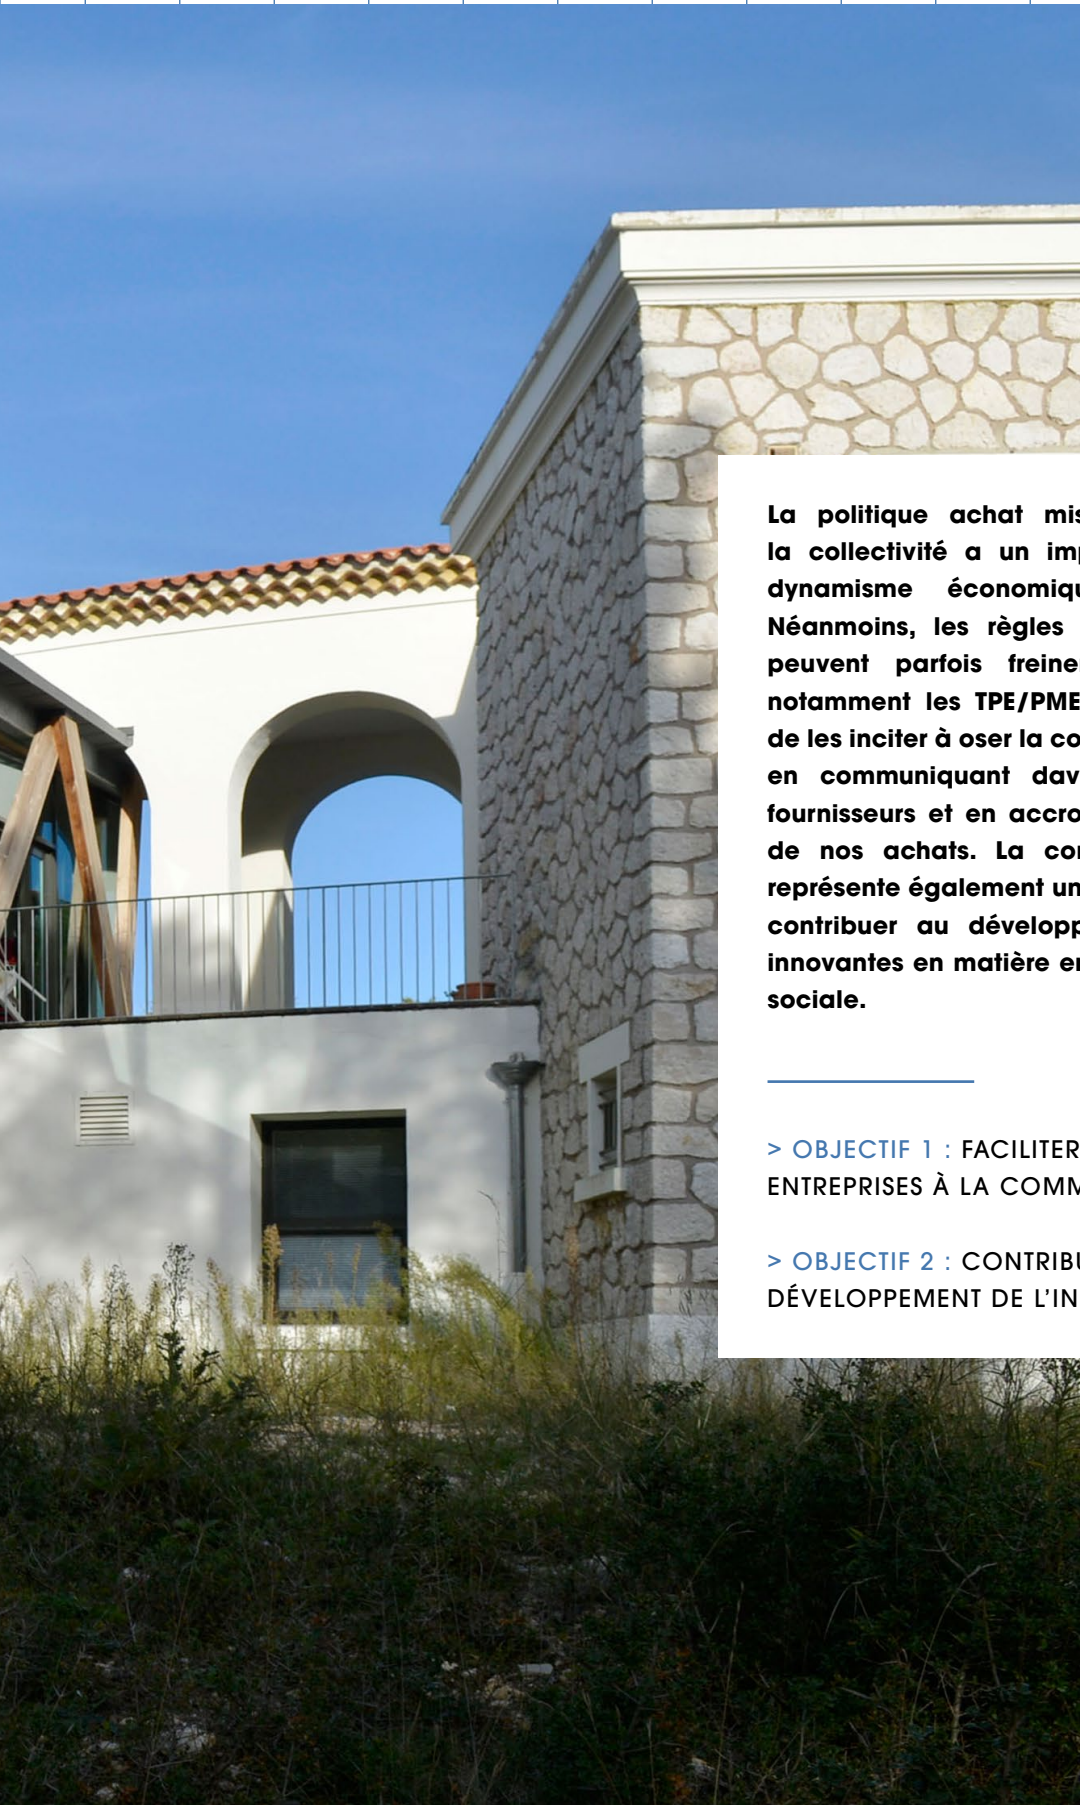 La politique achat mis
la collectivité a un imp
dynamisme économiqu
Néanmoins, les règles
peuvent parfois freiner
notamment les TPE/PME
de les inciter à oser la co
en communiquant dav
fournisseurs et en accro
de nos achats. La con
représente également un
contribuer au développ
innovantes en matière en
sociale.
> OBJECTIF 1 : FACILITER
ENTREPRISES À LA COMM
> OBJECTIF 2 : CONTRIBU
DÉVELOPPEMENT DE L’IN